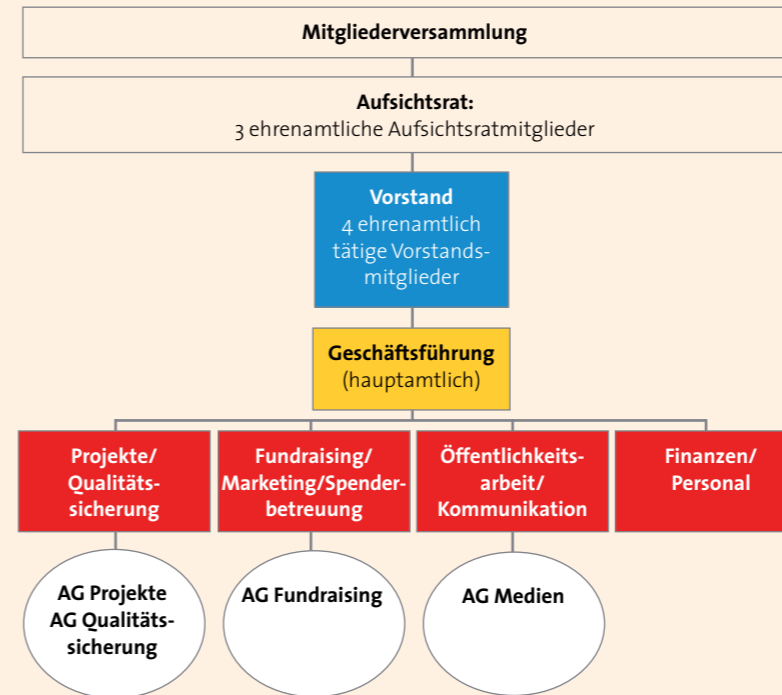 Mitgliederversammlung
Aufsichtsrat:
3 ehrenamtliche Aufsichtsratmitglieder
Vorstand
4 ehrenamtlich
tätige Vorstands-
mitglieder
Geschäftsführung
(hauptamtlich)
Projekte/
Qualitäts-
sicherung
Fundraising/
Marketing/Spender-
betreuung
Öffentlichkeits-
arbeit/
Kommunikation
Finanzen/
Personal
AG Projekte
AG Qualitäts-
sicherung
AG Fundraising
AG Medien